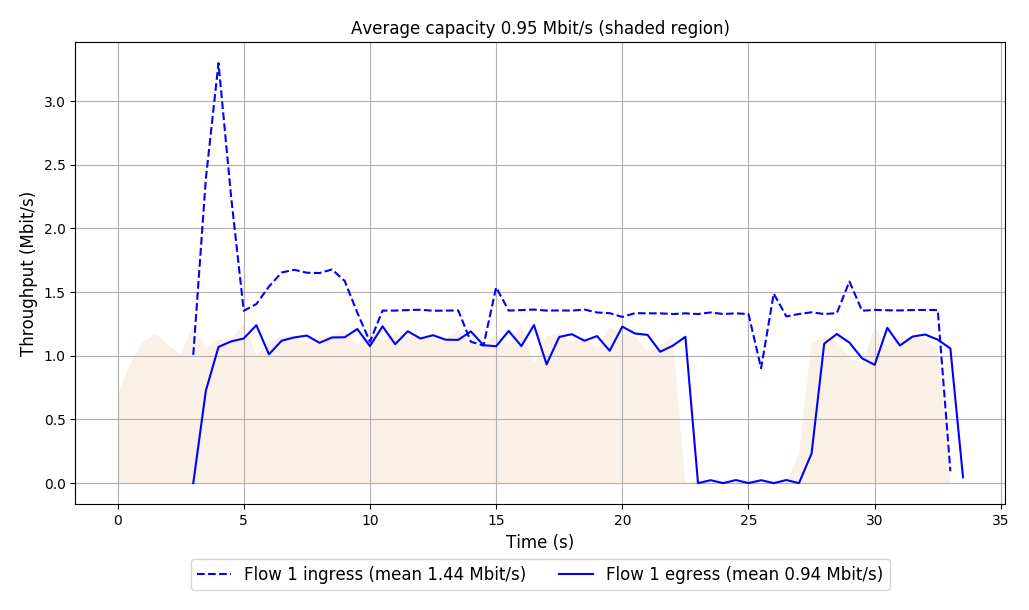 Average capacity 0.95 Mbit/s (shaded region)
Throughput (Mbit/s)
3.0
2.5
2.0
1.5
1.0
0.5
0.0
0 5 10 15 20 25 30 35
Time (s)
Flow 1 ingress (mean 1.44 Mbit/s) Flow 1 egress (mean 0.94 Mbit/s)